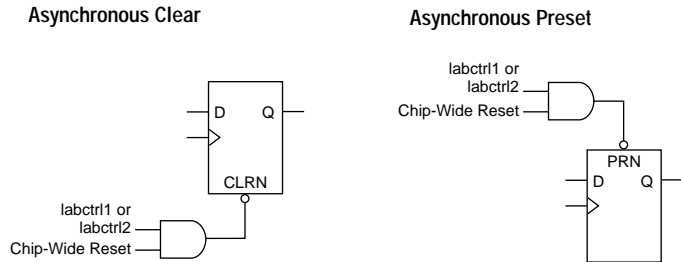 Asynchronous Clear
D Q
CLRN
labctrl1 or
labctrl2
Chip-Wide Reset
Asynchronous Preset
labctrl1 or
labctrl2
Chip-Wide Reset
PRN
D Q